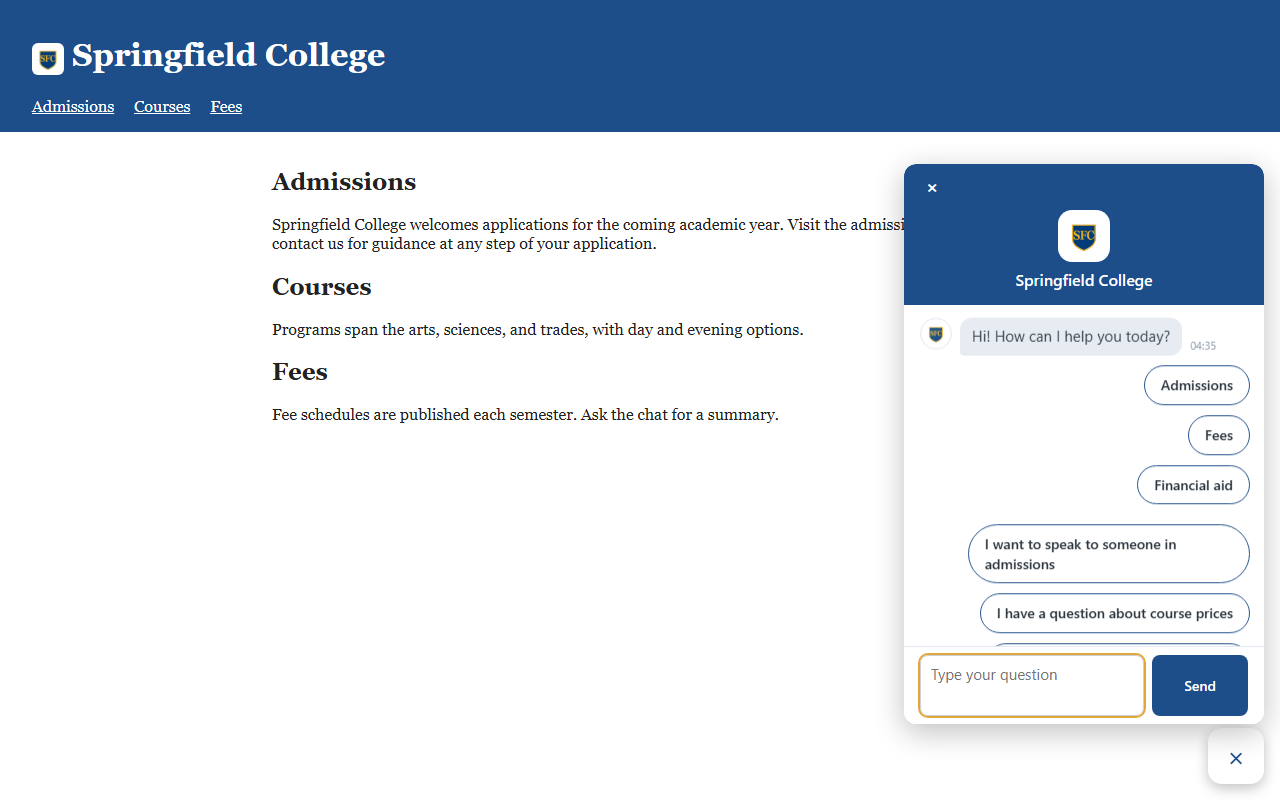 SFC Springfield College
Admissions Courses Fees
Admissions
Springfield College welcomes applications for the coming academic year. Visit the
contact us for guidance at any step of your application.
Courses
Programs span the arts, sciences, and trades, with day and evening options.
Fees
Fee schedules are published each semester. Ask the chat for a summary.
×
SFC
Springfield College
SFC
Hi! How can I help you today?
04:35
Admissions
Fees
Financial aid
I want to speak to someone in
admissions
I have a question about course prices
Type your question
Send
×